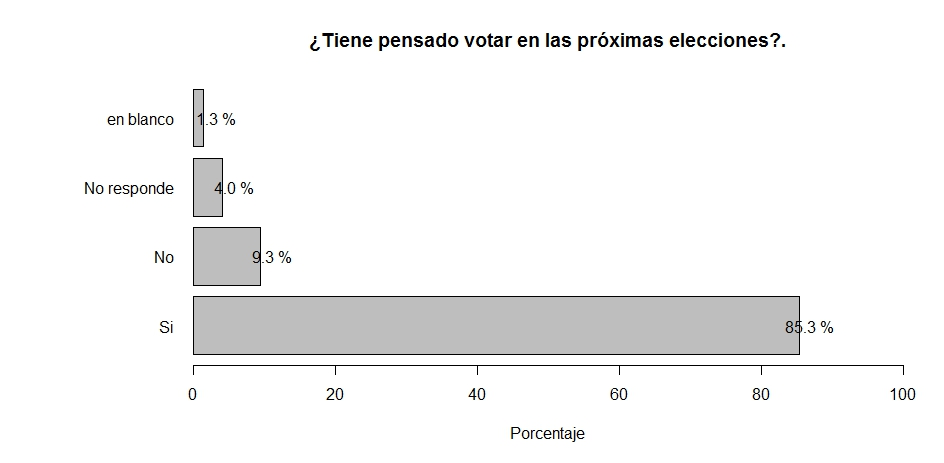 ¿Tiene pensado votar en las próximas elecciones?.
en blanco 1.3 %
No responde 4.0 %
No 9.3 %
Si 85.3 %
0 20 40 60 80 100
Porcentaje